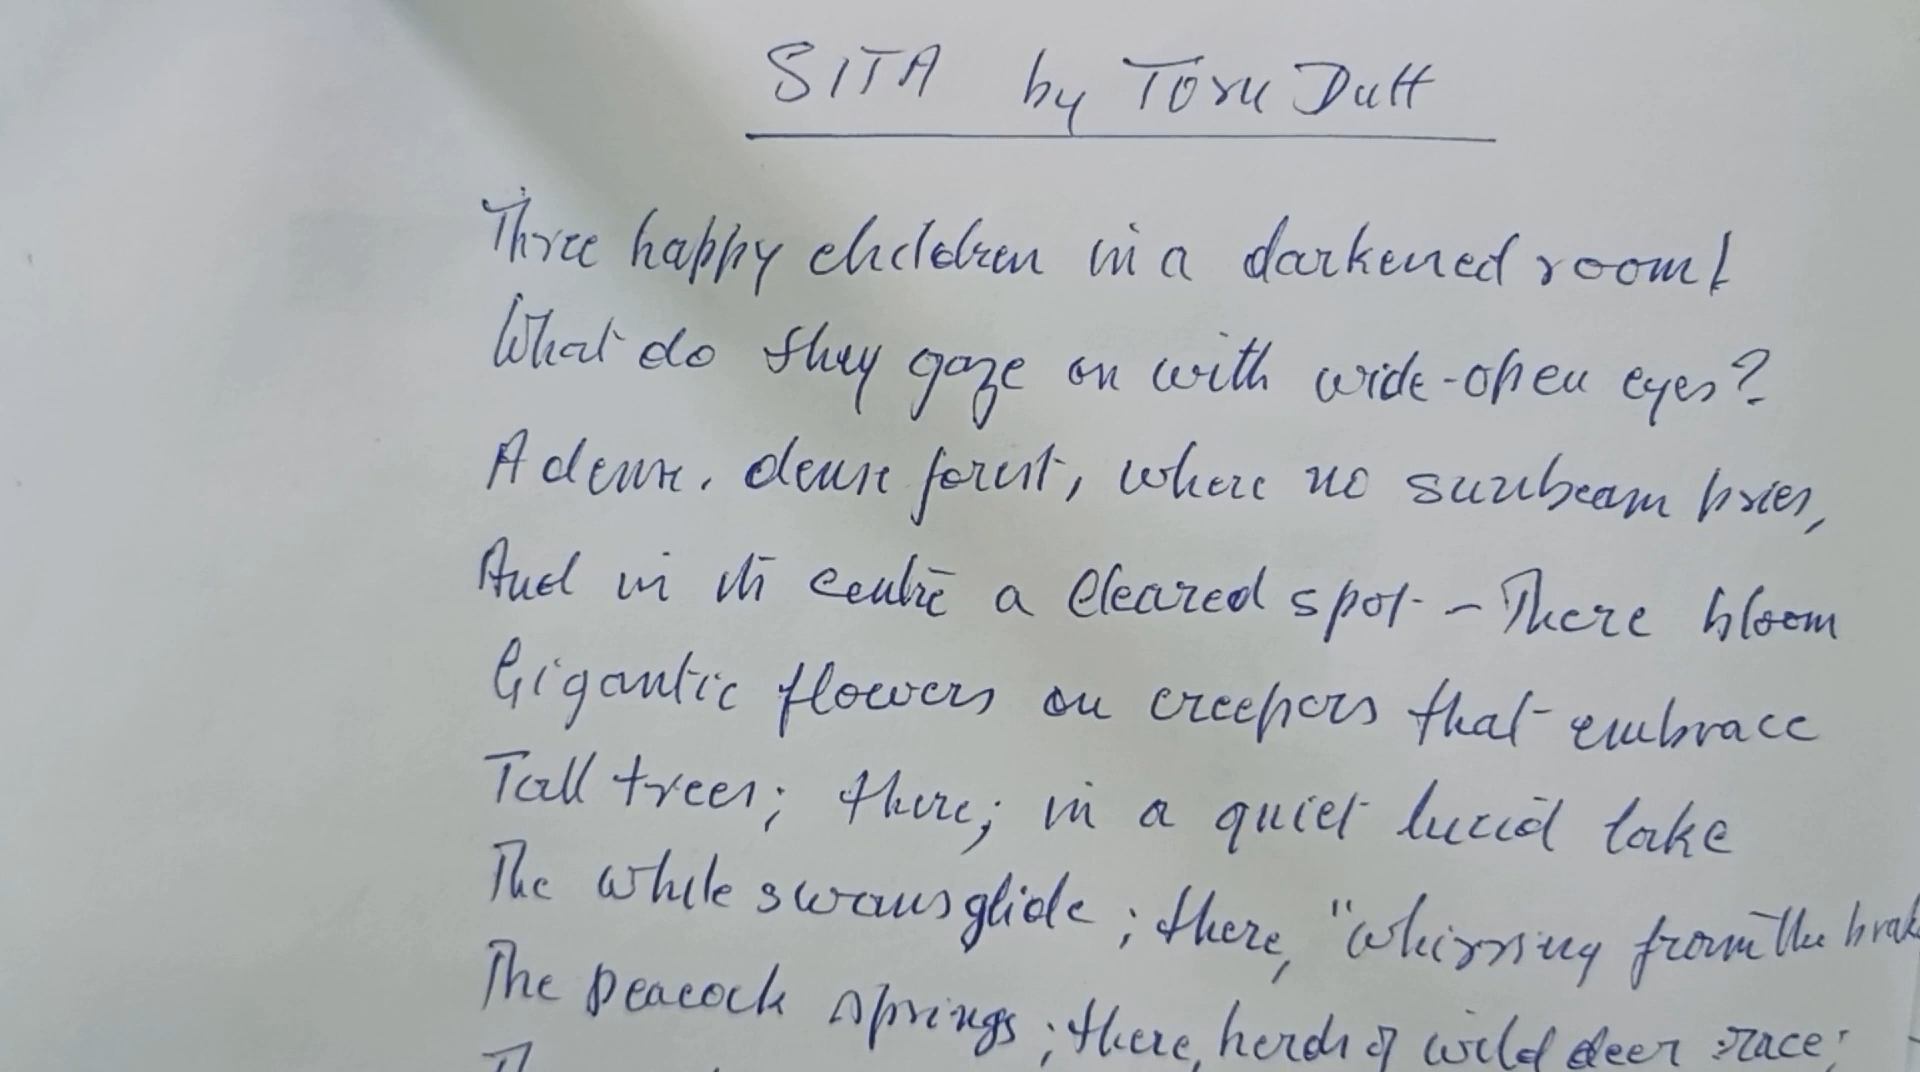 SITA by TORU Dutt
Three happy children in a darkened room!
What do they gaze on with wide-open eyes?
A dense, dense forest, where no sunbeam pries,
And in its centre a cleared spot - There bloom
Gigantic flowers on creepers that embrace
Tall trees; there; in a quiet lucid lake
The white swans glide; there, "whirring from the brak
The peacock springs; there, herds of wild deer race;